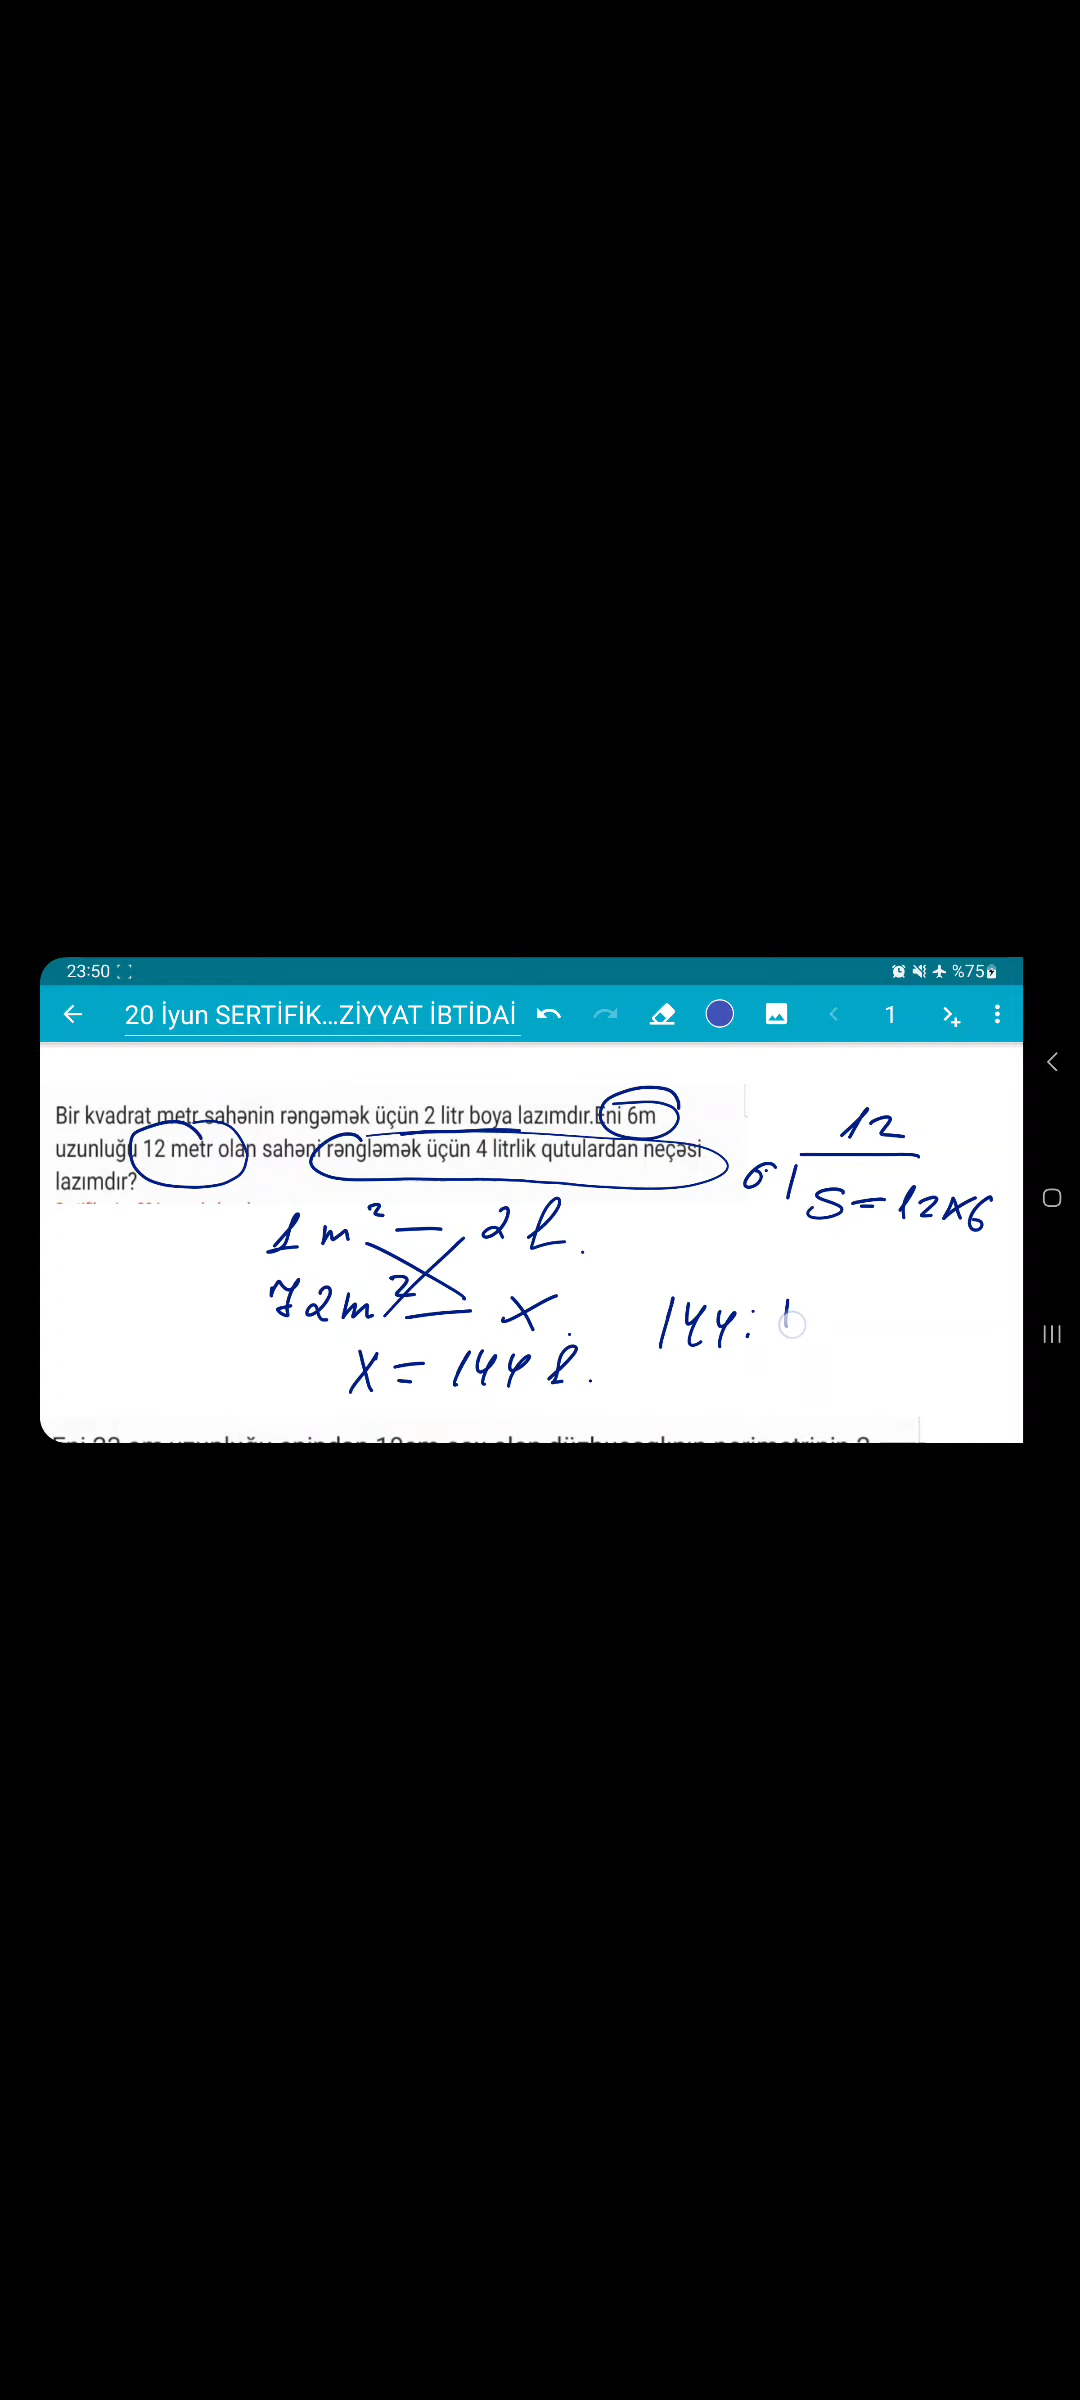 23:50 %75
20 İyun SERTİFİK...ZİYYAT İBTİDAİ 1
Bir kvadrat metr sahənin rəngəmək üçün 2 litr boya lazımdır.Eni 6m
uzunluğu 12 metr olan sahəni rəngləmək üçün 4 litrlik qutulardan neçəsi
lazımdır?
12
6
S = 12x6
1 m² — 2 l.
72m² — x.
x = 144 l.
144: